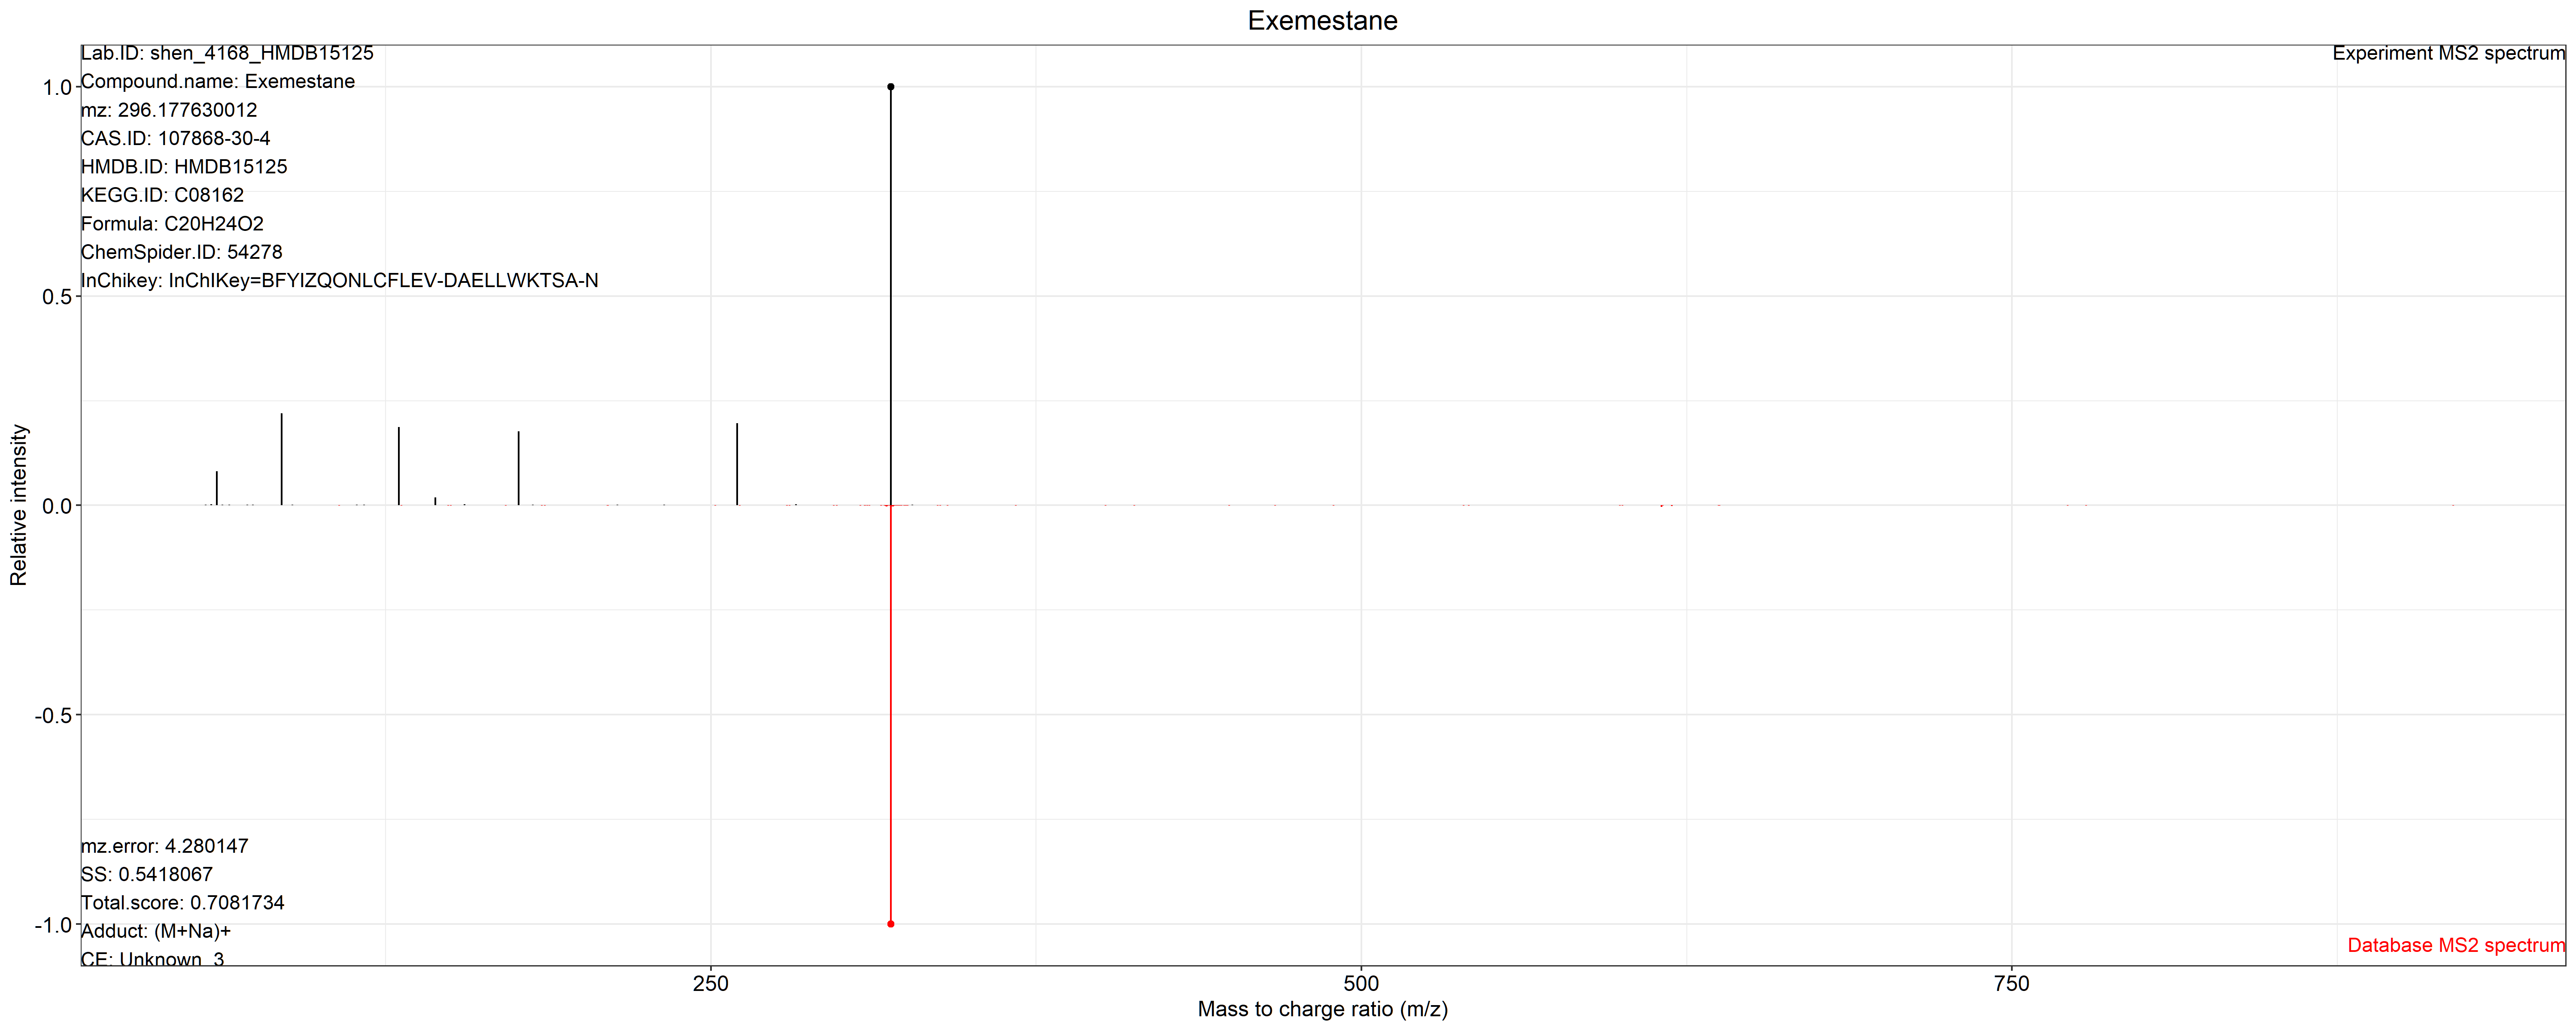 Exemestane
Lab.ID: shen_4168_HMDB15125
Experiment MS2 spectrum
Compound.name: Exemestane
mz: 296.177630012
CAS.ID: 107868-30-4
HMDB.ID: HMDB15125
KEGG.ID: C08162
Formula: C20H24O2
ChemSpider.ID: 54278
InChikey: InChIKey=BFYIZQONLCFLEV-DAELLWKTSA-N
1.0
0.5
0.0
-0.5
-1.0
Relative intensity
mz.error: 4.280147
SS: 0.5418067
Total.score: 0.7081734
Adduct: (M+Na)+
CE: Unknown_3
Database MS2 spectrum
250
500
750
Mass to charge ratio (m/z)